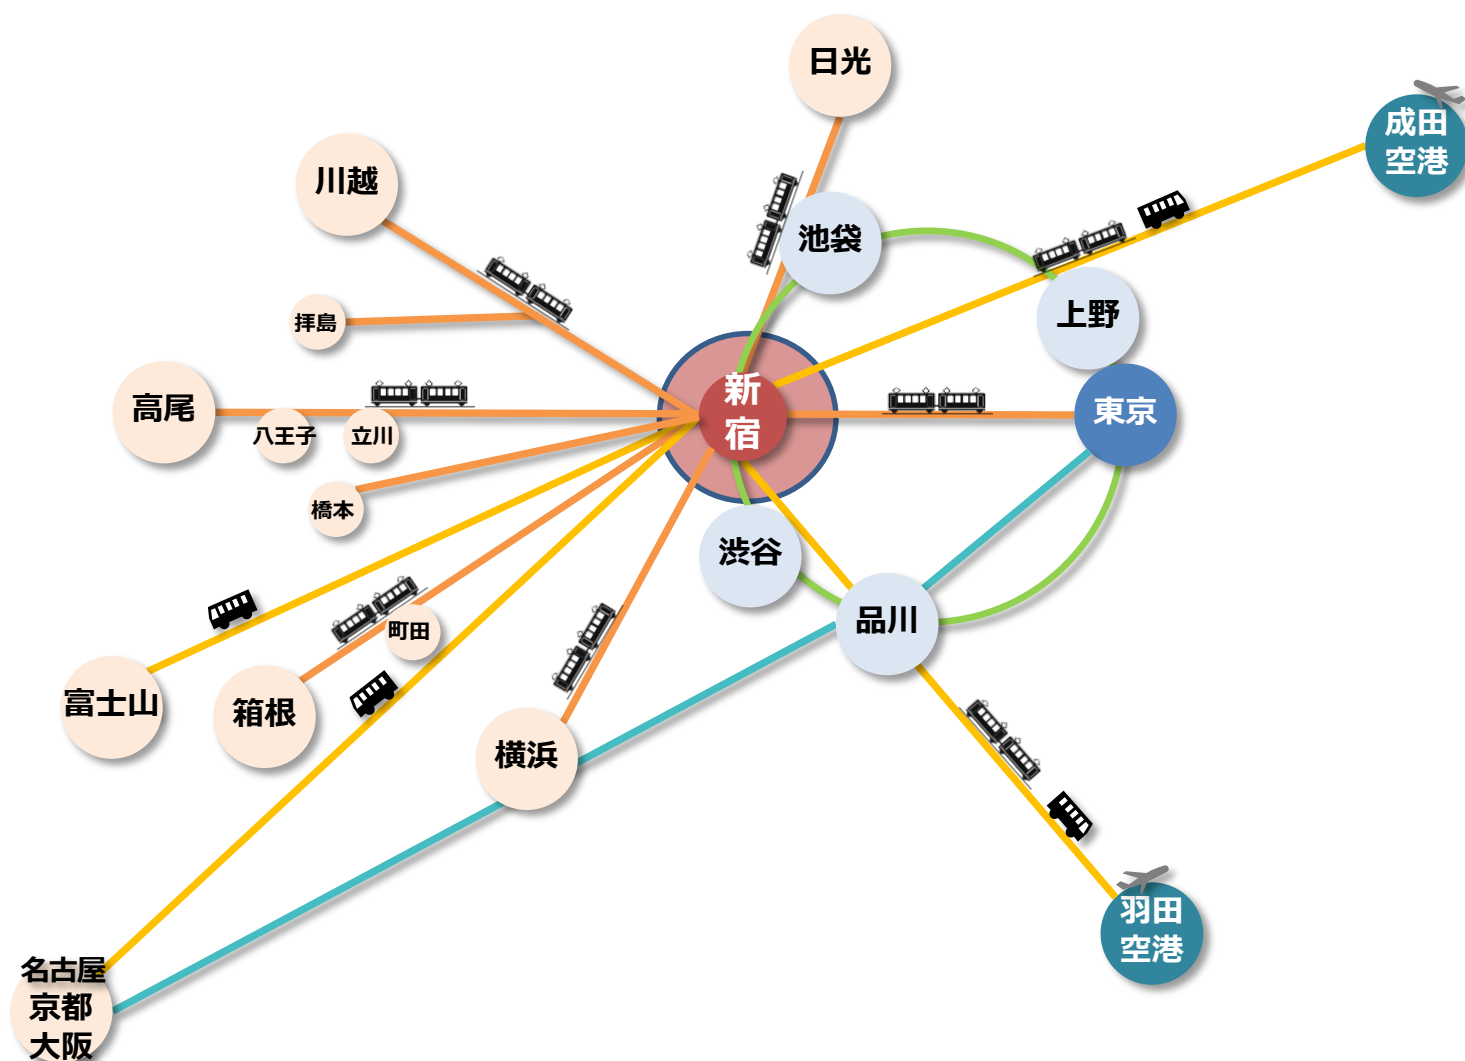 日光
成田
空港
川越
池袋
上野
拝島
新
宿
高尾
東京
八王子
立川
橋本
渋谷
品川
町田
富士山
箱根
横浜
羽田
空港
名古屋
京都
大阪